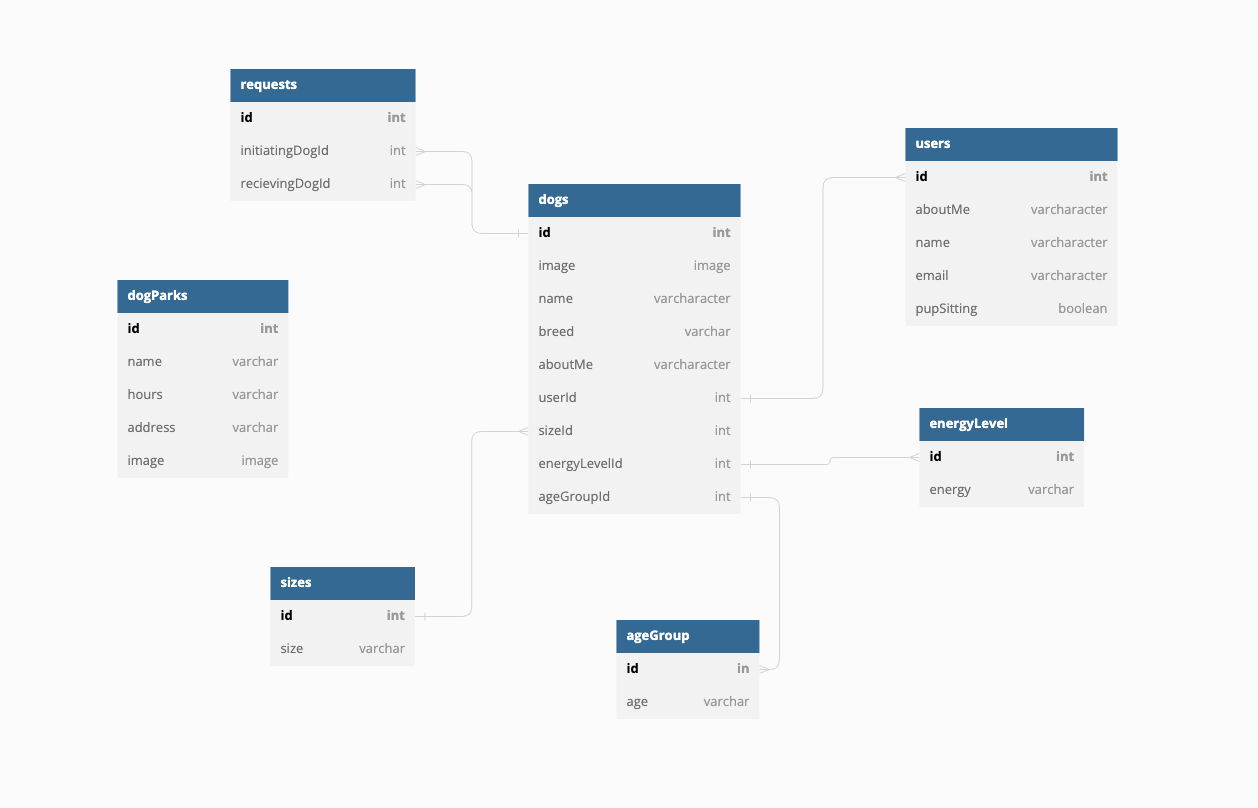 requests
id int
initiatingDogId int
recievingDogId int
users
id int
aboutMe varcharacter
name varcharacter
email varcharacter
pupSitting boolean
dogs
id int
image image
name varcharacter
breed varchar
aboutMe varcharacter
userId int
sizeId int
energyLevelId int
ageGroupId int
dogParks
id int
name varchar
hours varchar
address varchar
image image
energyLevel
id int
energy varchar
sizes
id int
size varchar
ageGroup
id in
age varchar